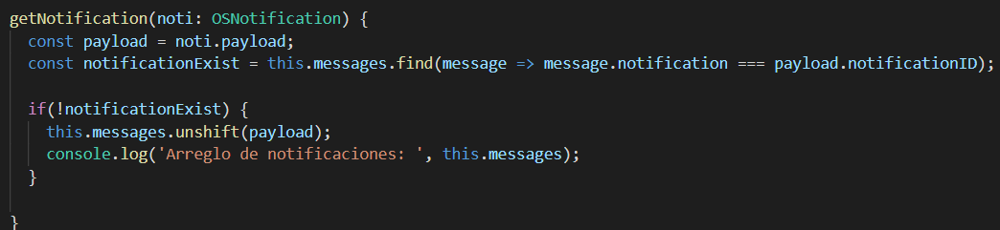 getNotification(noti: OSNotification) {
const payload = noti.payload;
const notificationExist = this.messages.find(message => message.notification === payload.notificationID);
if(!notificationExist) {
this.messages.unshift(payload);
console.log('Arreglo de notificaciones: ', this.messages);
}
}